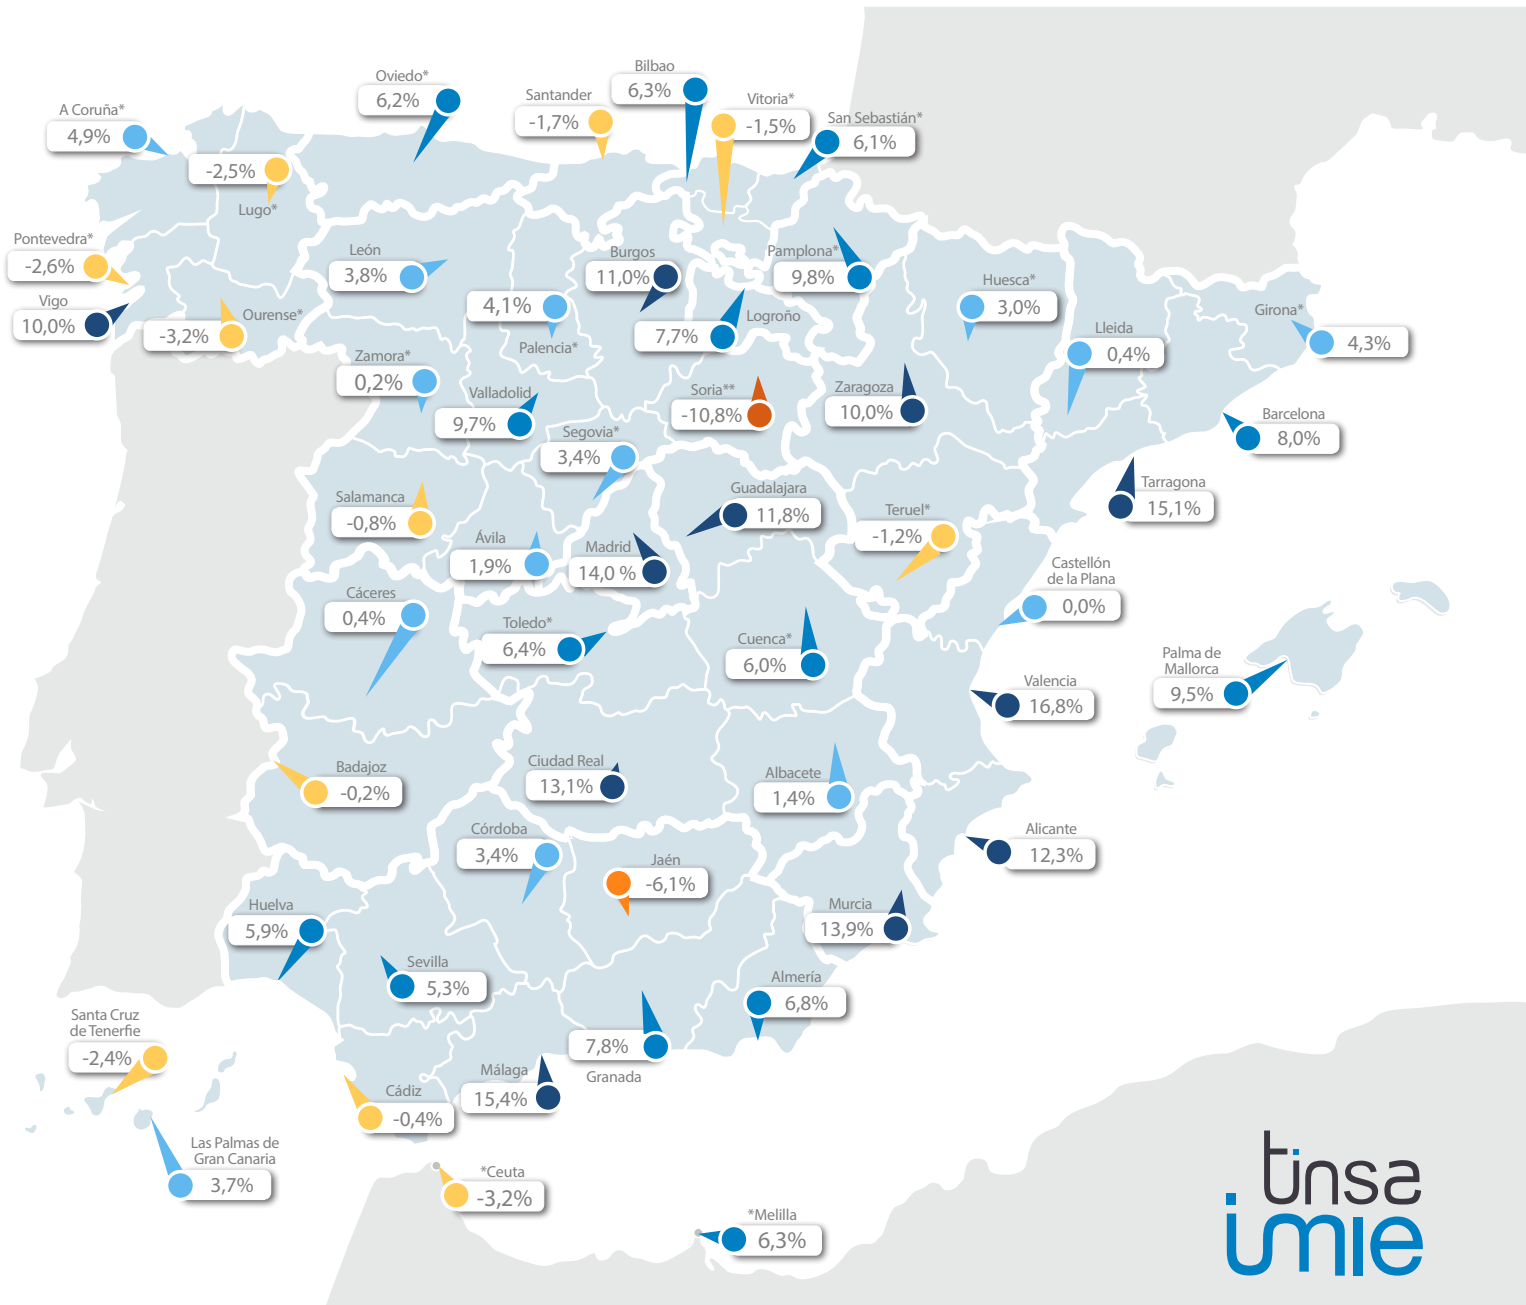 Bilbao
6,3%
Oviedo*
6,2%
Santander
-1,7%
Vitoria*
-1,5%
A Coruña*
4,9%
San Sebastián*
6,1%
-2,5%
Lugo*
Pontevedra*
-2,6%
León
3,8%
Burgos
11,0%
Pamplona*
9,8%
Huesca*
3,0%
Vigo
10,0%
Ourense*
-3,2%
4,1%
Palencia*
7,7%
Logroño
Lleida
0,4%
Girona*
4,3%
Zamora*
0,2%
Valladolid
9,7%
Soria**
-10,8%
Zaragoza
10,0%
Barcelona
8,0%
Segovia*
3,4%
Salamanca
-0,8%
Guadalajara
11,8%
Teruel*
-1,2%
Tarragona
15,1%
Ávila
1,9%
Madrid
14,0 %
Castellón
de la Plana
0,0%
Cáceres
0,4%
Toledo*
6,4%
Cuenca*
6,0%
Palma de
Mallorca
9,5%
Valencia
16,8%
Badajoz
-0,2%
Ciudad Real
13,1%
Albacete
1,4%
Córdoba
3,4%
Jaén
-6,1%
Alicante
12,3%
Huelva
5,9%
Murcia
13,9%
Sevilla
5,3%
Almería
6,8%
Santa Cruz
de Tenerfie
-2,4%
7,8%
Granada
Málaga
15,4%
Cádiz
-0,4%
Las Palmas de
Gran Canaria
3,7%
*Ceuta
-3,2%
*Melilla
6,3%
tinsa
imie